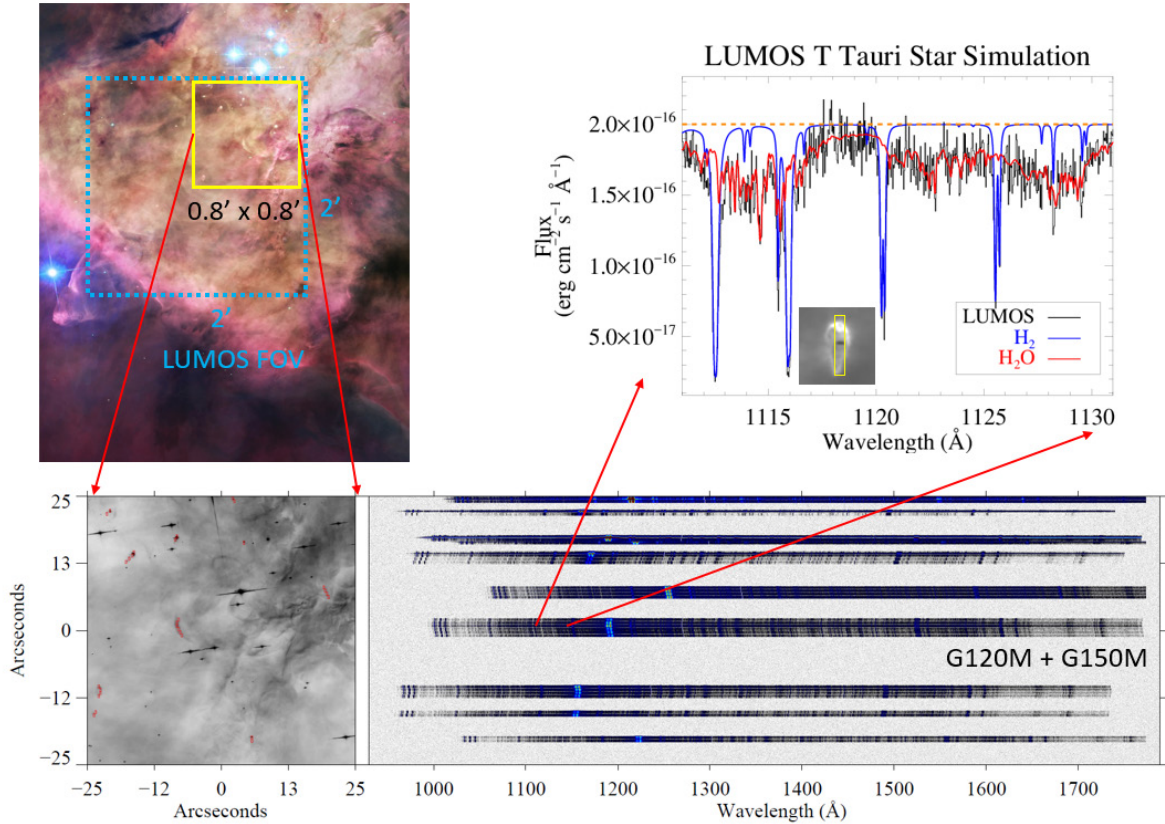 0.8’ x 0.8’
2’
2’
LUMOS FOV
LUMOS T Tauri Star Simulation
2.0×10⁻¹⁶
1.5×10⁻¹⁶
1.0×10⁻¹⁶
5.0×10⁻¹⁷
Flux
(erg cm⁻² s⁻¹ Å⁻¹)
LUMOS
H₂
H₂O
1115 1120 1125 1130
Wavelength (Å)
25
13
0
−12
−25
Arcseconds
-25 −12 0 13 25
Arcseconds
G120M + G150M
1000 1100 1200 1300 1400 1500 1600 1700
Wavelength (Å)